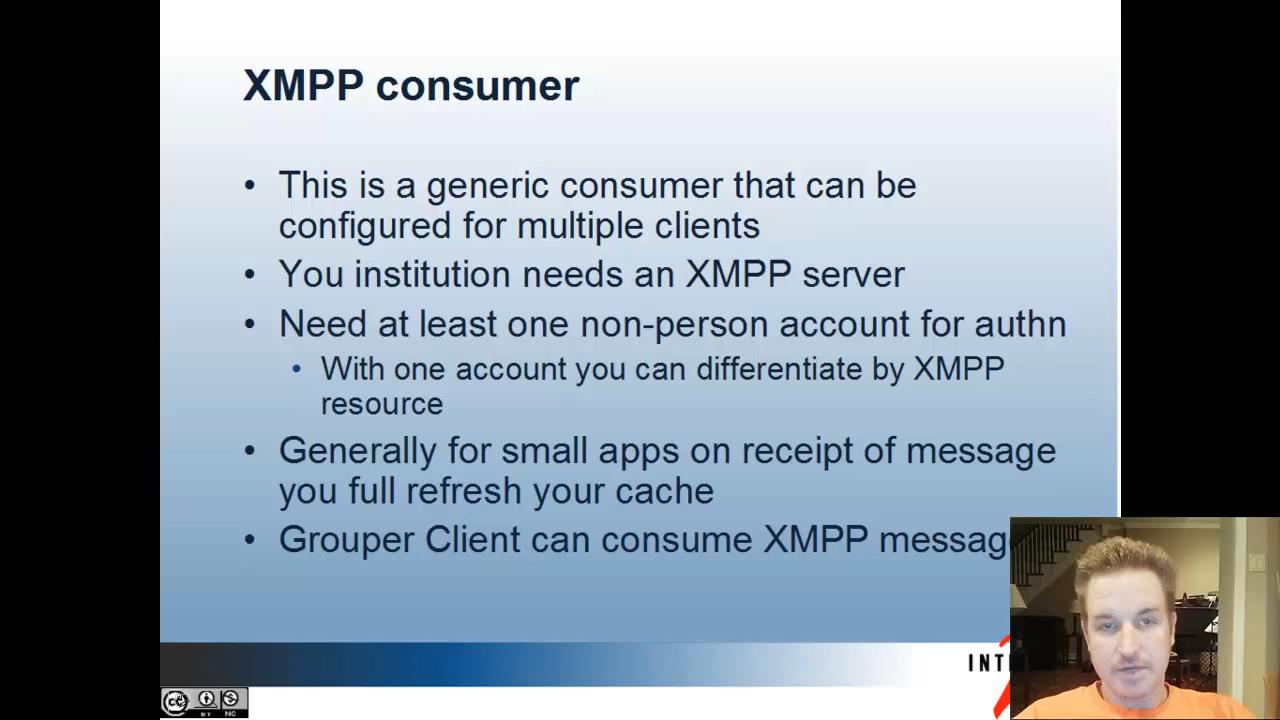 XMPP consumer
• This is a generic consumer that can be
configured for multiple clients
• You institution needs an XMPP server
• Need at least one non-person account for authn
• With one account you can differentiate by XMPP
resource
• Generally for small apps on receipt of message
you full refresh your cache
• Grouper Client can consume XMPP messag
INT
cc
BY NC